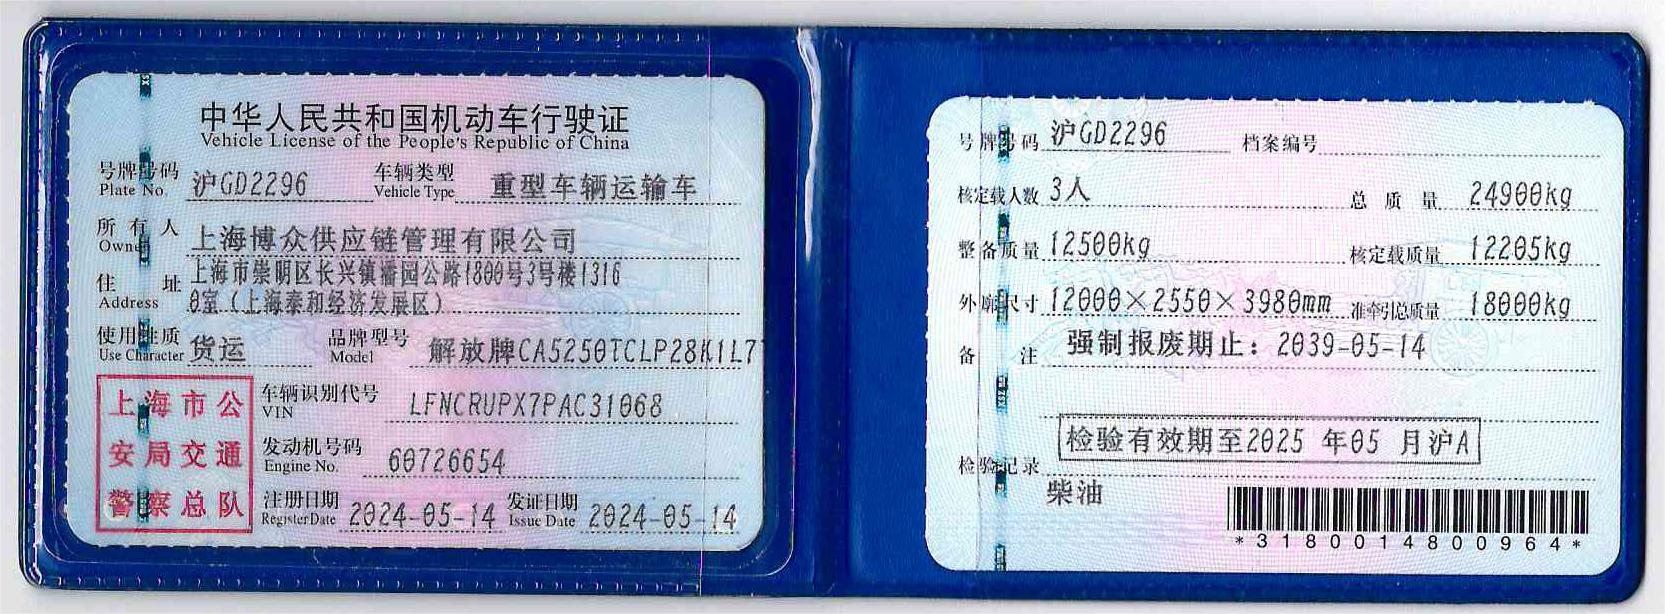 中华人民共和国机动车行驶证
Vehicle License of the People's Republic of China
号牌号码 沪GD2296 车辆类型 重型车辆运输车
Plate No. Vehicle Type
所有人 上海博众供应链管理有限公司
Owner
住址 上海市崇明区长兴镇潘园公路1800号3号楼1316
Address 0室（上海泰和经济发展区）
使用性质 货运 品牌型号 解放牌CA5250TCLP28K1L7
Use Character Model
上海市公
安局交通
警察总队
车辆识别代号 LFNCRUPX7PAC31068
VIN
发动机号码 60726654
Engine No.
注册日期 2024-05-14 发证日期 2024-05-14
Register Date Issue Date
号牌号码 沪GD2296 档案编号
核定载人数 3人 总质量 24900kg
整备质量 12500kg 核定载质量 12205kg
外廓尺寸 12000×2550×3980mm 准牵引总质量 18000kg
备注 强制报废期止：2039-05-14
检验有效期至2025 年05 月沪A
检验记录
柴油
*3180014800964*